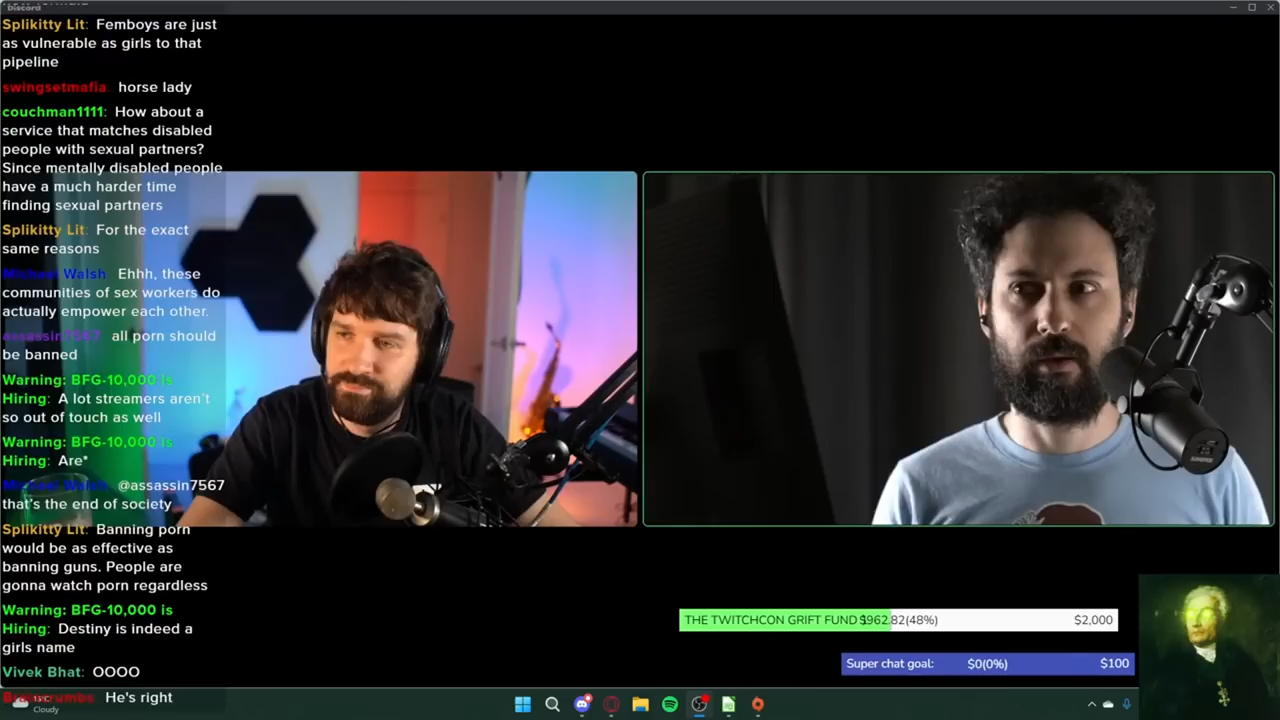 Discord
Splikitty Lit: Femboys are just
as vulnerable as girls to that
pipeline
swingsetmafia: horse lady
couchman1111: How about a
service that matches disabled
people with sexual partners?
Since mentally disabled people
have a much harder time
finding sexual partners
Splikitty Lit: For the exact
same reasons
Michael Walsh Ehhh, these
communities of sex workers do
actually empower each other.
assassin7567 all porn should
be banned
Warning: BFG-10,000 is
Hiring: A lot streamers aren't
so out of touch as well
Warning: BFG-10,000 is
Hiring: Are*
Michael Walsh @assassin7567
that's the end of society
Splikitty Lit: Banning porn
would be as effective as
banning guns. People are
gonna watch porn regardless
Warning: BFG-10,000 is
Hiring: Destiny is indeed a
girls name
Vivek Bhat: OOOO
He's right
Cloudy
THE TWITCHCON GRIFT FUND $962.82(48%) $2,000
Super chat goal: $0(0%) $100